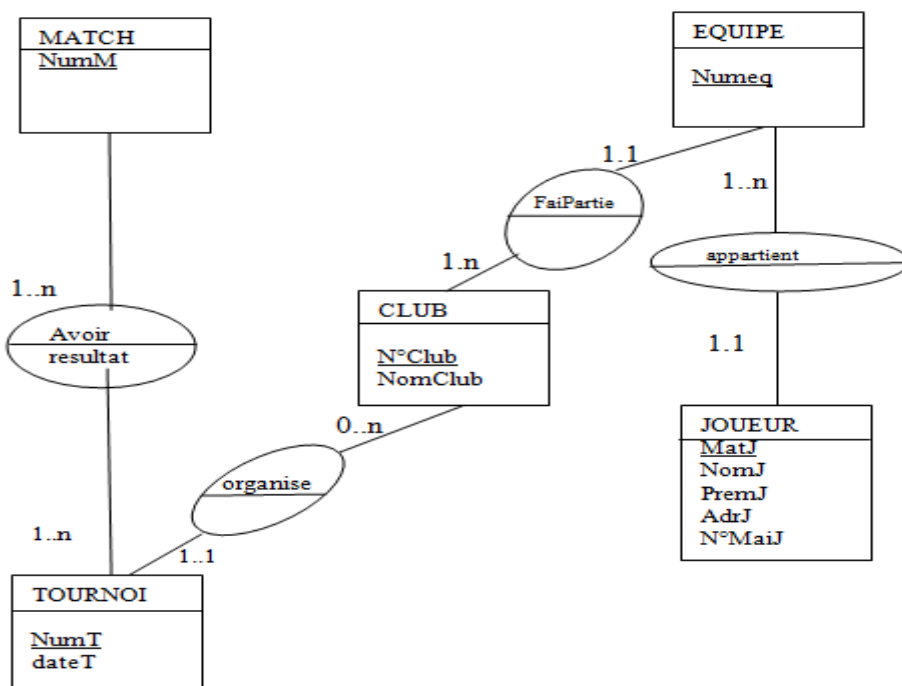 MATCH
NumM
EQUIPE
Numeq
1.1
1..n
FaiPartie
appartient
1.n
1..n
CLUB
N°Club
NomClub
Avoir
resultat
1.1
0..n
JOUEUR
MatJ
NomJ
PremJ
AdrJ
N°MaiJ
organise
1..n
1..1
TOURNOI
NumT
dateT